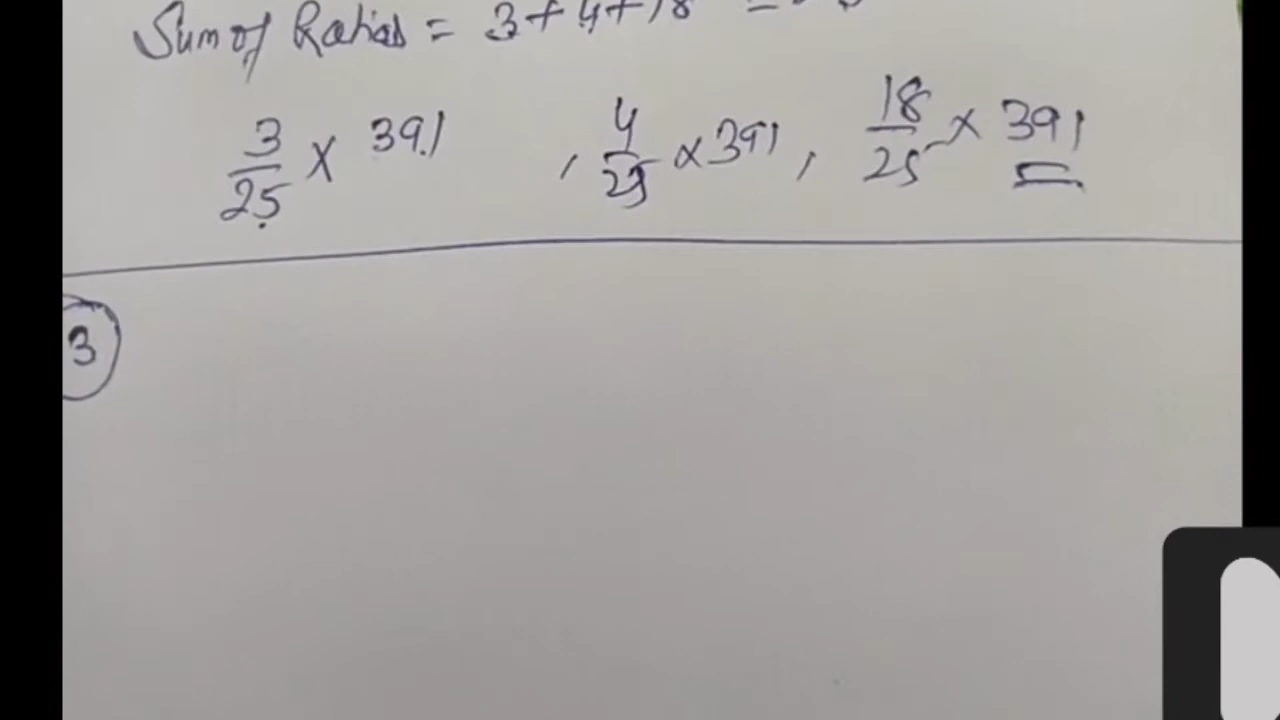 Sum of Ratios = 3+4+18 =
3/25 × 391 , 4/25 × 391 , 18/25 × 391
3